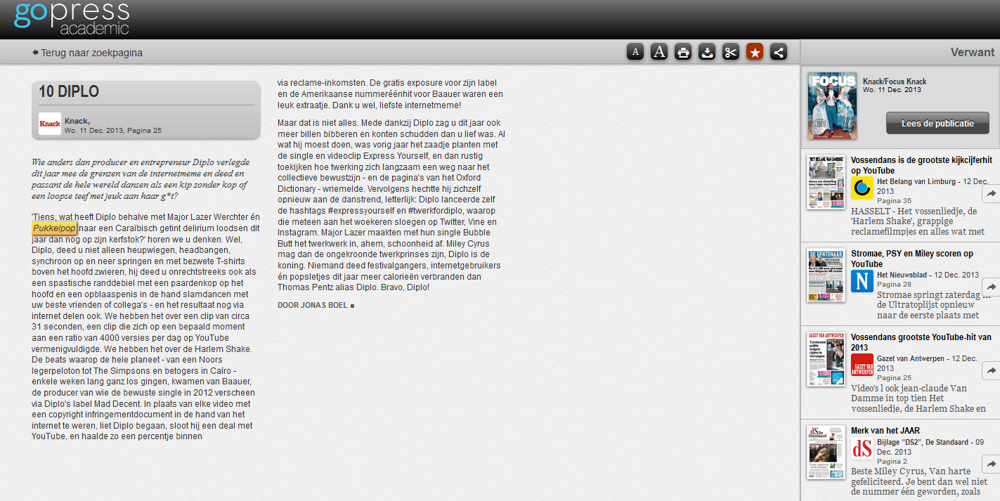 gopress
academic
Terug naar zoekpagina
A
A
Verwant
10 DIPLO
Knack
Knack,
Wo. 11 Dec. 2013, Pagina 25
Wie anders dan producer en entrepreneur Diplo verlegde
dit jaar mee de grenzen van de internetmeme en deed en
passant de hele wereld dansen als een kip zonder kop of
een loopse teef met jeuk aan haar g*t?
'Tiens, wat heeft Diplo behalve met Major Lazer Werchter én
Pukkelpop naar een Caraïbisch getint delirium loodsen dit
jaar dan nog op zijn kerfstok?' horen we u denken. Wel,
Diplo, deed u niet alleen heupwiegen, headbangen,
synchroon op en neer springen en met bezwete T-shirts
boven het hoofd zwieren, hij deed u onrechtstreeks ook als
een spastische randdebiel met een paardenkop op het
hoofd en een opblaaspenis in de hand slamdancen met
uw beste vrienden of collega's - en het resultaat nog via
internet delen ook. We hebben het over een clip van circa
31 seconden, een clip die zich op een bepaald moment
aan een ratio van 4000 versies per dag op YouTube
vermenigvuldigde. We hebben het over de Harlem Shake.
De beats waarop de hele planeet - van een Noors
legerpeloton tot The Simpsons en betogers in Caïro -
enkele weken lang ganz los gingen, kwamen van Baauer,
de producer van wie de bewuste single in 2012 verscheen
via Diplo's label Mad Decent. In plaats van elke video met
een copyright infringementdocument in de hand van het
internet te weren, liet Diplo begaan, sloot hij een deal met
YouTube, en haalde zo een percentje binnen
via reclame-inkomsten. De gratis exposure voor zijn label
en de Amerikaanse nummeréénhit voor Baauer waren een
leuk extraatje. Dank u wel, liefste internetmeme!
Maar dat is niet alles. Mede dankzij Diplo zag u dit jaar ook
meer billen bibberen en konten schudden dan u lief was. Al
wat hij moest doen, was vorig jaar het zaadje planten met
de single en videoclip Express Yourself, en dan rustig
toekijken hoe twerking zich langzaam een weg naar het
collectieve bewustzijn - en de pagina's van het Oxford
Dictionary - wriemelde. Vervolgens hechtte hij zichzelf
opnieuw aan de danstrend, letterlijk: Diplo lanceerde zelf
de hashtags #expressyourself en #twerkfordiplo, waarop
die meteen aan het woekeren sloegen op Twitter, Vine en
Instagram. Major Lazer maakten met hun single Bubble
Butt het twerkwerk in, ahem, schoonheid af. Miley Cyrus
mag dan de ongekroonde twerkprinses zijn, Diplo is de
koning. Niemand deed festivalgangers, internetgebruikers
én popsletjes dit jaar meer calorieën verbranden dan
Thomas Pentz alias Diplo. Bravo, Diplo!
DOOR JONAS BOEL ■
FOCUS
Knack/Focus Knack
Wo. 11 Dec. 2013
Lees de publicatie
HET BELANG VAN LIMBURG
Vossendans is de grootste kijkcijferhit
op YouTube
Het Belang van Limburg - 12 Dec.
2013
Pagina 35
HASSELT - Het vossenliedje, de
'Harlem Shake', grappige
reclamefilmpjes en alles wat met
DE GENTENAAR
Stromae, PSY en Miley scoren op
YouTube
N
Het Nieuwsblad - 12 Dec. 2013
Pagina 28
Stromae springt zaterdag in
de Ultratoplijst opnieuw
naar de eerste plaats met
GAZET VAN ANTWERPEN
Turnhoutse
politie
weigert
cipiers te
vervangen
Vossendans grootste YouTube-hit van
2013
GAZET VAN
ANTWERPEN
Gazet van Antwerpen - 12 Dec.
2013
Pagina 25
Video's l ook jean-claude Van
Damme in top tien Het
vossenliedje, de Harlem Shake en
dS De
Standaard
Merk van het JAAR
dS
Bijlage “DS2”, De Standaard - 09
Dec. 2013
Pagina 2
Beste Miley Cyrus, Van harte
gefeliciteerd. Je bent dan wel niet
de nummer één geworden, zoals